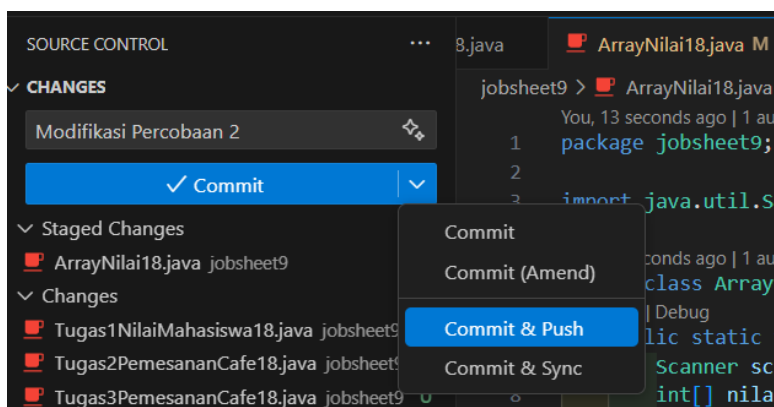 SOURCE CONTROL
CHANGES
Modifikasi Percobaan 2
Commit
Staged Changes
ArrayNilai18.java jobsheet9
Changes
Tugas1NilaiMahasiswa18.java jobsheet9
Tugas2PemesananCafe18.java jobsheet
Tugas3PemesananCafe18.java jobsheet9 U
Commit
Commit (Amend)
Commit & Push
Commit & Sync
8.java ArrayNilai18.java M
jobsheet9 > ArrayNilai18.java
You, 13 seconds ago | 1 au
1 package jobsheet9;
2
3 import java.util.S
conds ago | 1 au
class Array
| Debug
lic static
Scanner sc
8 int[] nila